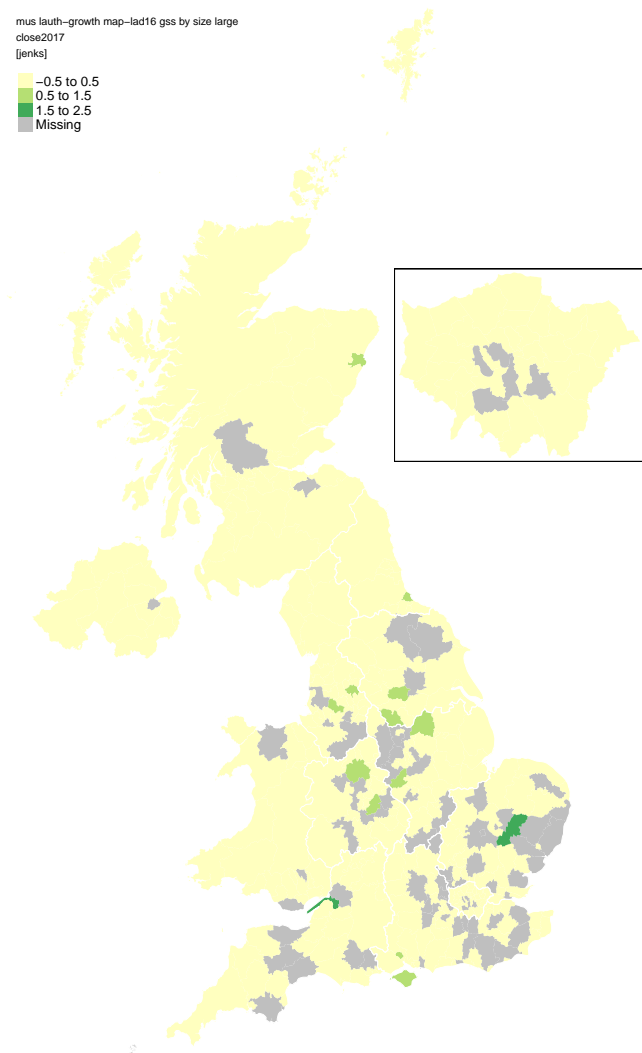 mus lauth−growth map−lad16 gss by size large
close2017
[jenks]
−0.5 to 0.5
0.5 to 1.5
1.5 to 2.5
Missing